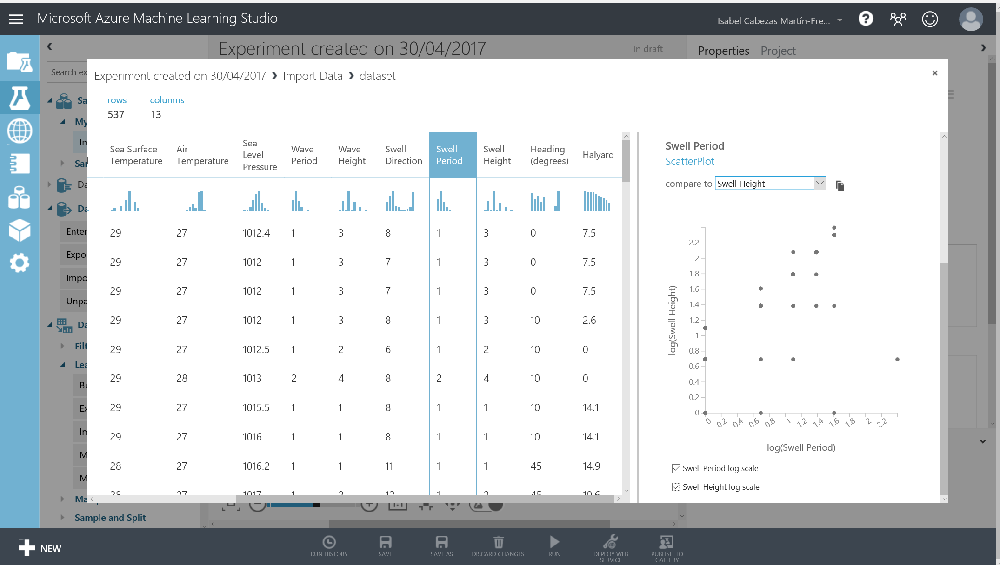 Microsoft Azure Machine Learning Studio
Isabel Cabezas Martín-Fre...
Experiment created on 30/04/2017
In draft
Properties Project
Search ex
Experiment created on 30/04/2017 › Import Data › dataset
rows columns
537 13
Sa
My
Im
Sam
Da
Da
Enter
Expor
Impo
Unpa
Da
Filt
Lea
Bu
Ex
Im
M
M
Ma
Sample and Split
Sea Surface Temperature
Air Temperature
Sea Level Pressure
Wave Period
Wave Height
Swell Direction
Swell Period
Swell Height
Heading (degrees)
Halyard
29 27 1012.4 1 3 8 1 3 0 7.5
29 27 1012 1 3 7 1 3 0 7.5
29 27 1012 1 3 7 1 3 0 7.5
29 27 1012 1 3 8 1 3 10 2.6
29 27 1012.5 1 2 6 1 2 10 0
29 28 1013 2 4 8 2 4 10 0
29 27 1015.5 1 1 8 1 1 10 14.1
29 27 1016 1 1 8 1 1 10 14.1
28 27 1016.2 1 1 11 1 1 45 14.9
28 27 1017 1 2 12 1 2 45 10.6
Swell Period
ScatterPlot
compare to Swell Height
log(Swell Height)
2.2
2
1.8
1.6
1.4
1.2
1
0.8
0.6
0.4
0.2
0
0 0.2 0.4 0.6 0.8 1 1.2 1.4 1.6 1.8 2 2.2
log(Swell Period)
Swell Period log scale
Swell Height log scale
NEW
RUN HISTORY
SAVE
SAVE AS
DISCARD CHANGES
RUN
DEPLOY WEB SERVICE
PUBLISH TO GALLERY